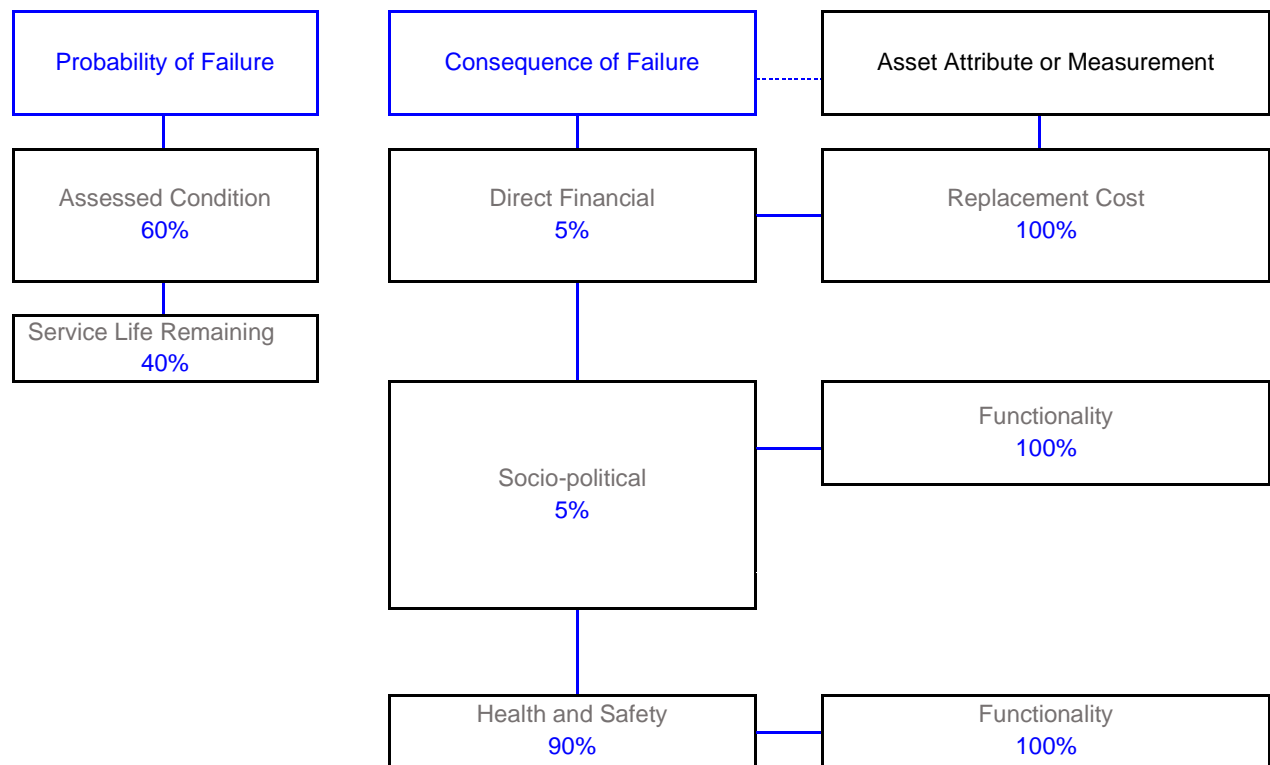 Probability of Failure
Consequence of Failure
Asset Attribute or Measurement
Assessed Condition
60%
Direct Financial
5%
Replacement Cost
100%
Service Life Remaining
40%
Socio-political
5%
Functionality
100%
Health and Safety
90%
Functionality
100%